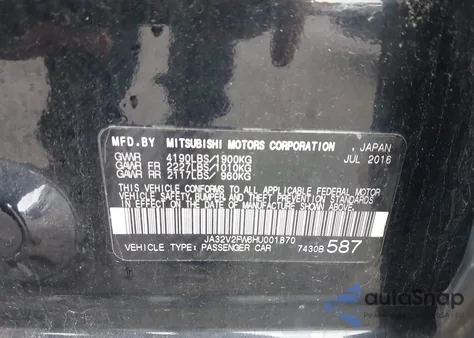 MFD.BY MITSUBISHI MOTORS CORPORATION , JAPAN
JUL 2016
GVWR 4190LBS/1900KG
GAWR FR 2227LBS/1010KG
GAWR RR 2117LBS/ 960KG
THIS VEHICLE CONFORMS TO ALL APPLICABLE FEDERAL MOTOR
VEHICLE SAFETY, BUMPER, AND THEFT PREVENTION STANDARDS
IN EFFECT ON THE DATE OF MANUFACTURE SHOWN ABOVE.
JA32V2FW6HU001870
VEHICLE TYPE: PASSENGER CAR 7430B 587
autoSnap